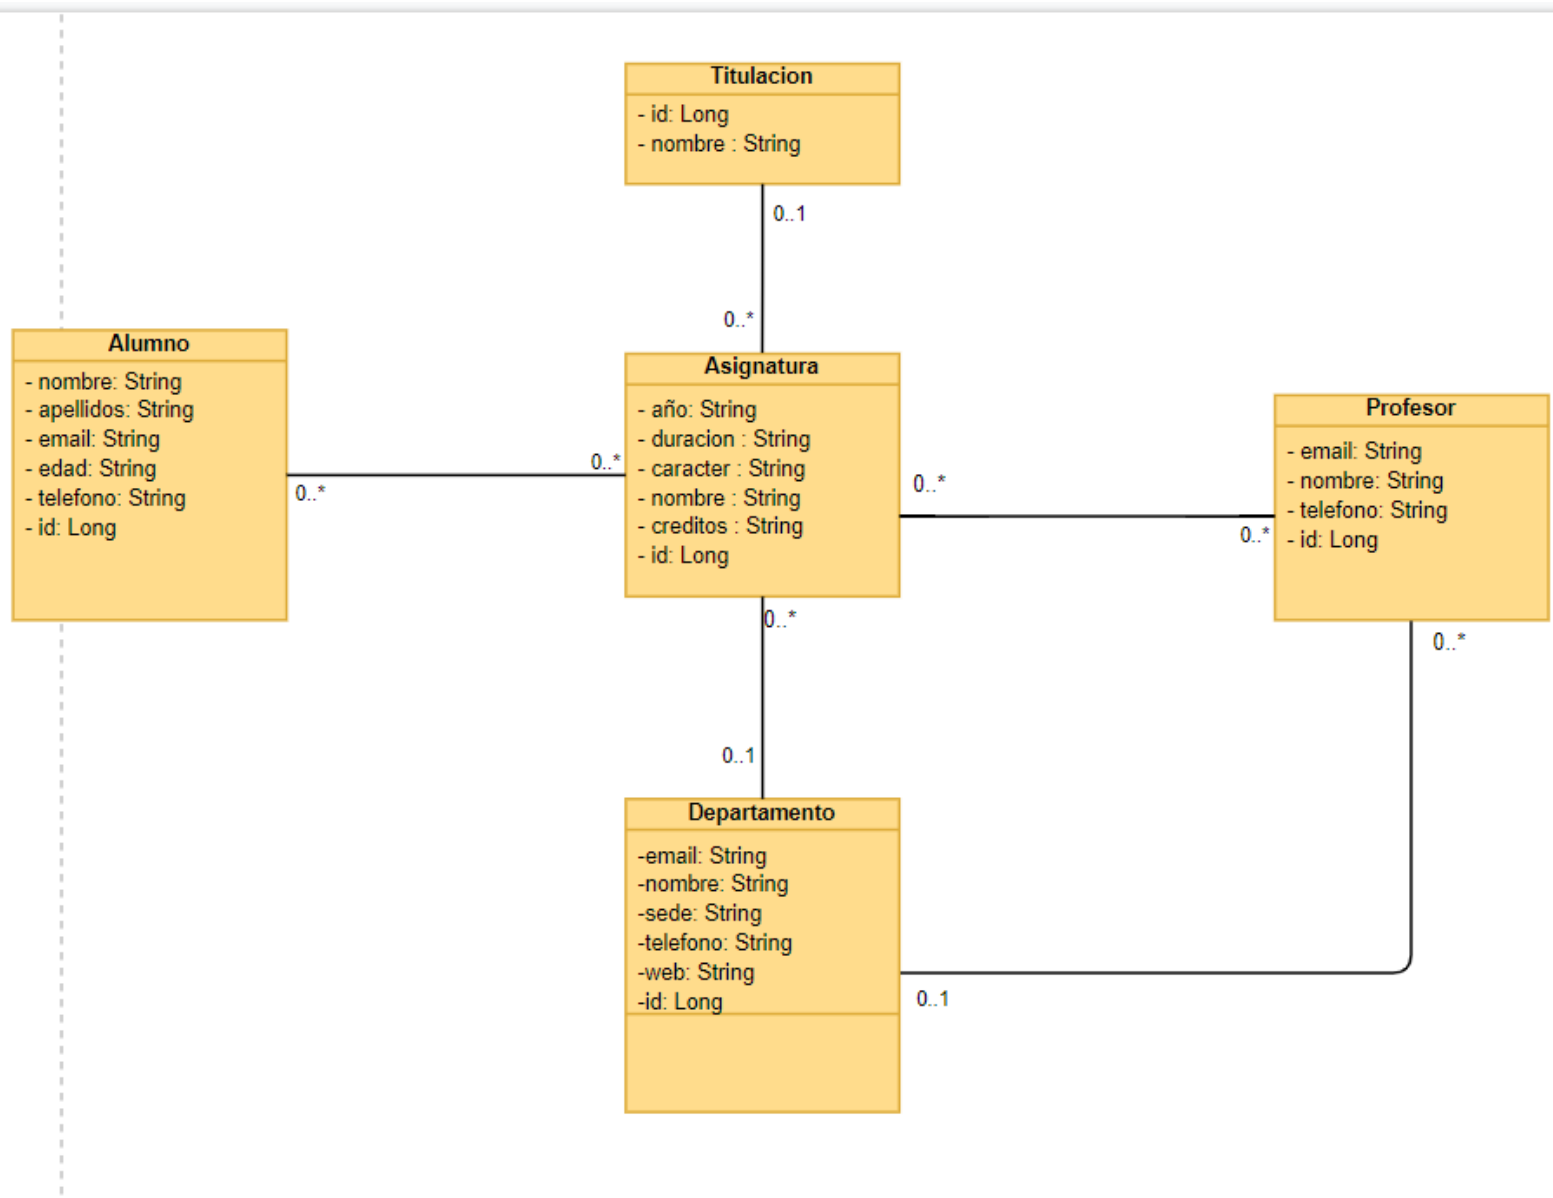 Titulacion
- id: Long
- nombre : String
0..1
0..*
Alumno
- nombre: String
- apellidos: String
- email: String
- edad: String
- telefono: String
- id: Long
0..*
0..*
Asignatura
- año: String
- duracion : String
- caracter : String
- nombre : String
- creditos : String
- id: Long
0..*
0..*
Profesor
- email: String
- nombre: String
- telefono: String
- id: Long
0..*
0..*
0..1
Departamento
-email: String
-nombre: String
-sede: String
-telefono: String
-web: String
-id: Long
0..1